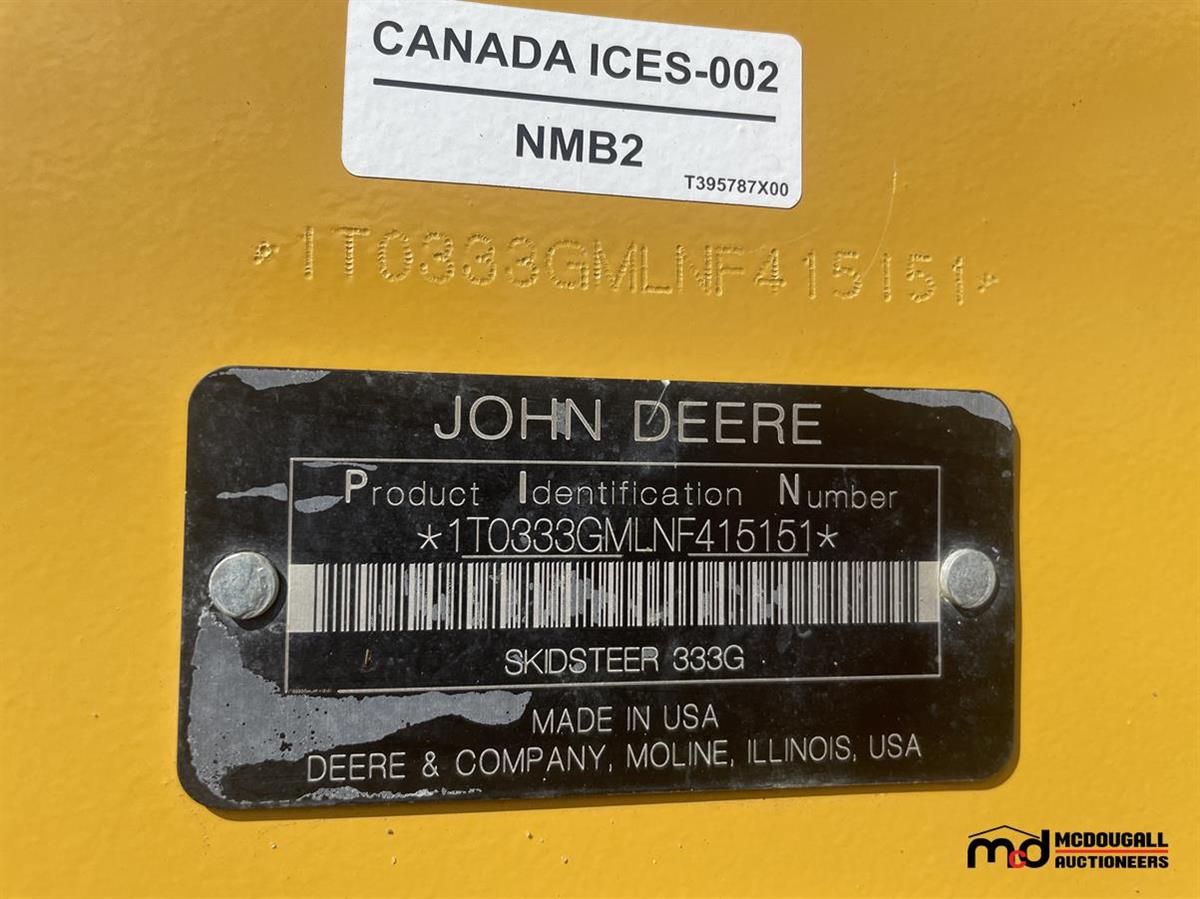 CANADA ICES-002
NMB2
T395787X00
*1T0333GMLNF415151*
JOHN DEERE
Product Identification Number
*1T0333GMLNF415151*
SKIDSTEER 333G
MADE IN USA
DEERE & COMPANY, MOLINE, ILLINOIS, USA
mcd MCDOUGALL
AUCTIONEERS